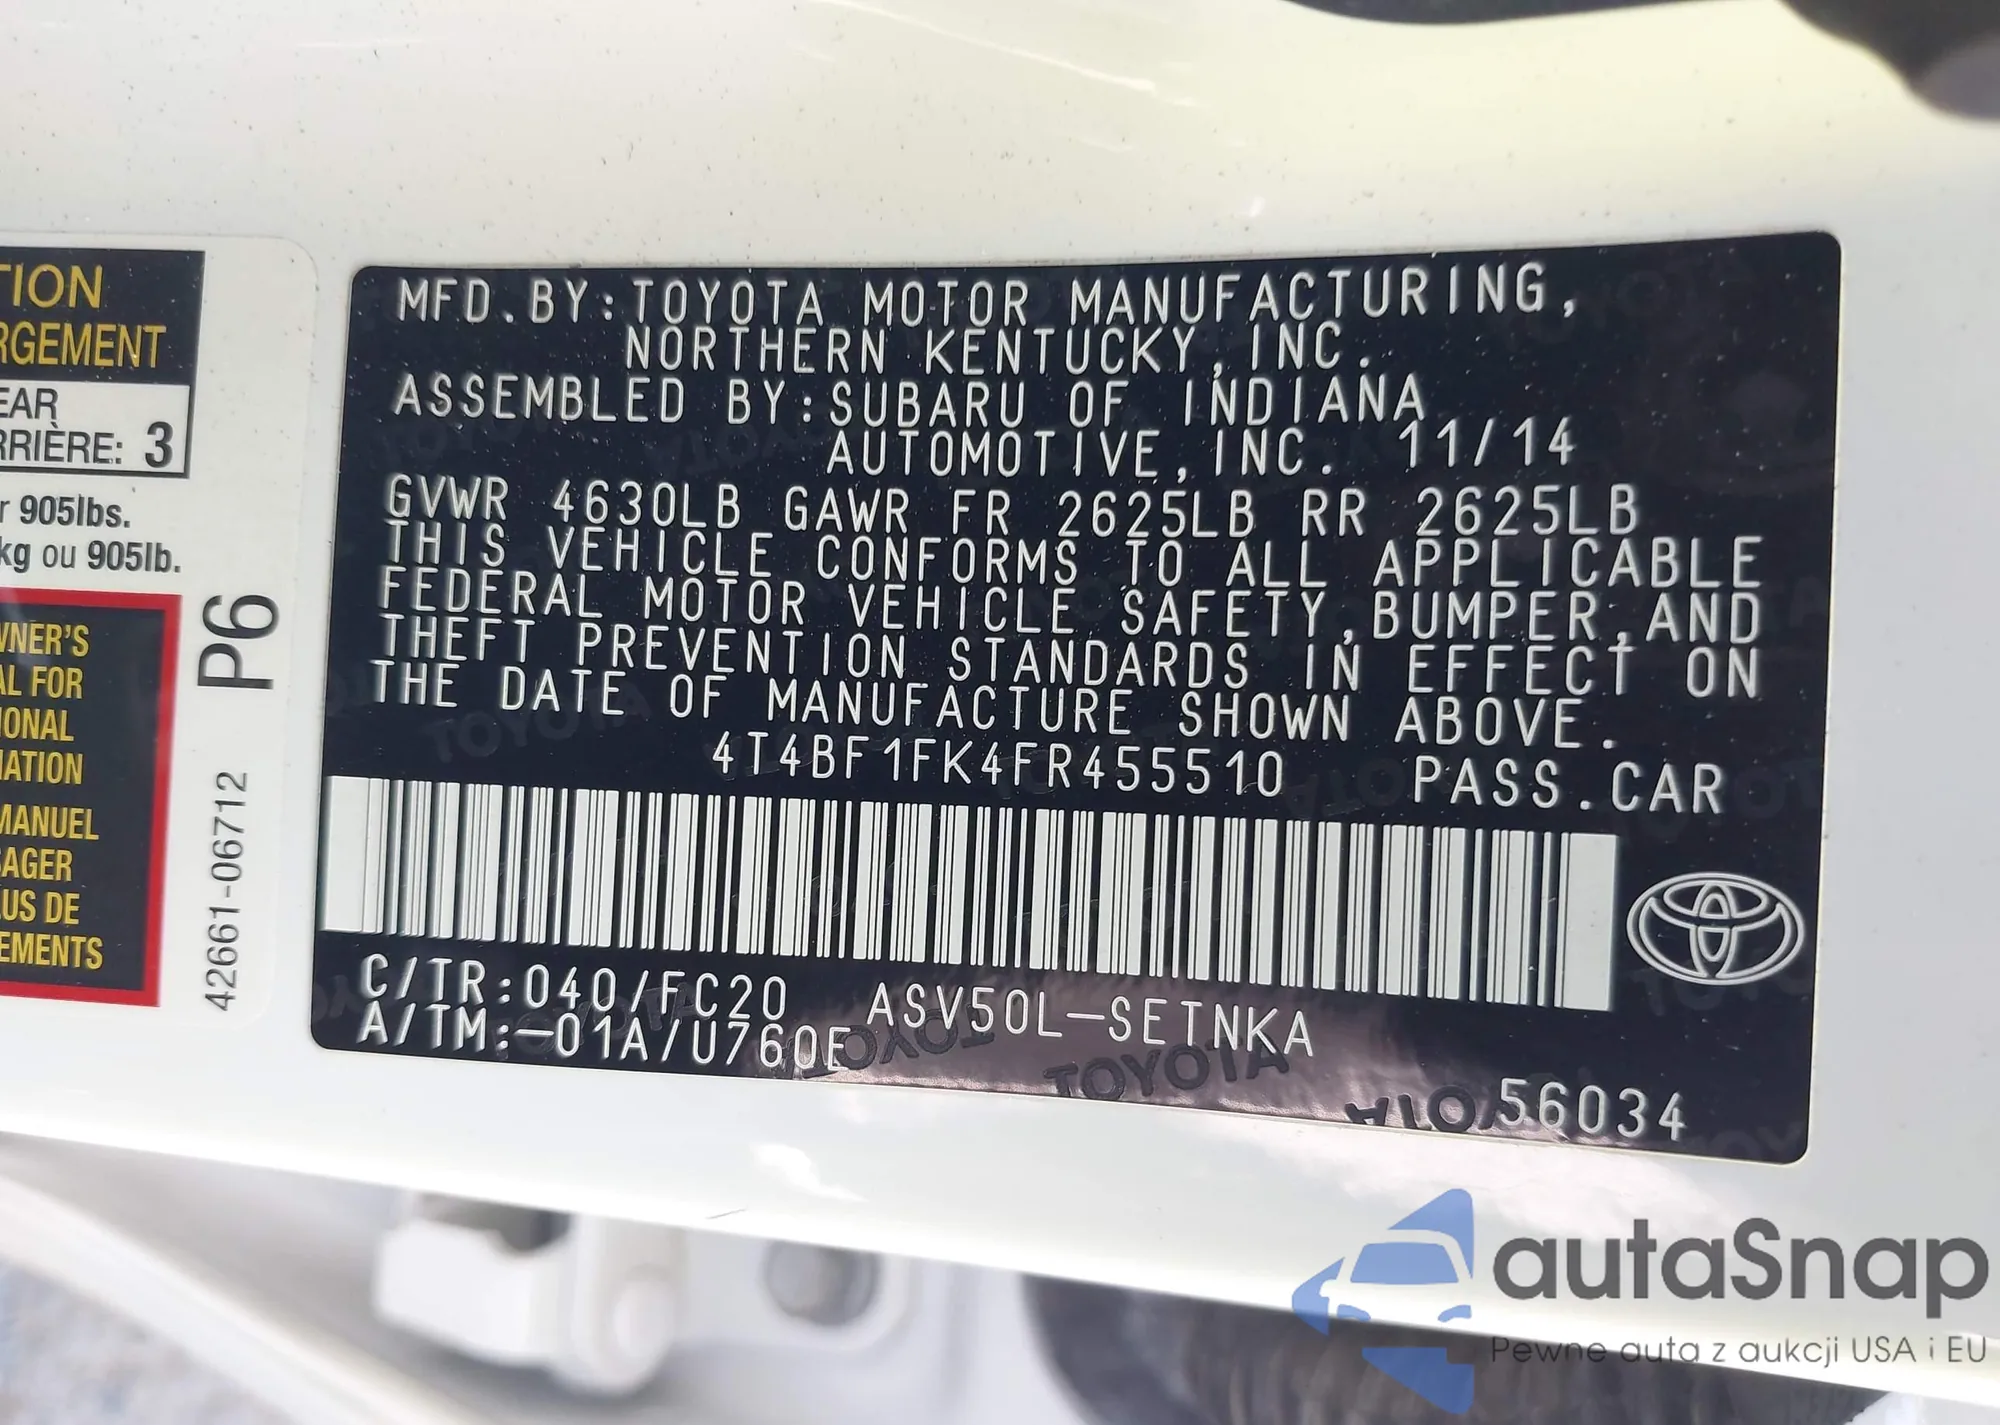 TION
RGEMENT
EAR
RRIÈRE: 3
r 905lbs.
kg ou 905lb.
WNER'S
AL FOR
IONAL
MATION
MANUEL
SAGER
LUS DE
EMENTS
P6
42661-06712
MFD.BY:TOYOTA MOTOR MANUFACTURING,
NORTHERN KENTUCKY,INC.
ASSEMBLED BY:SUBARU OF INDIANA
AUTOMOTIVE,INC. 11/14
GVWR 4630LB GAWR FR 2625LB RR 2625LB
THIS VEHICLE CONFORMS TO ALL APPLICABLE
FEDERAL MOTOR VEHICLE SAFETY,BUMPER,AND
THEFT PREVENTION STANDARDS IN EFFECT ON
THE DATE OF MANUFACTURE SHOWN ABOVE.
4T4BF1FK4FR455510 PASS.CAR
C/TR:040/FC20 ASV50L-SETNKA
A/TM:-01A/U760E
56034
TOYOTA
autaSnap
Pewne auta z aukcji USA i EU